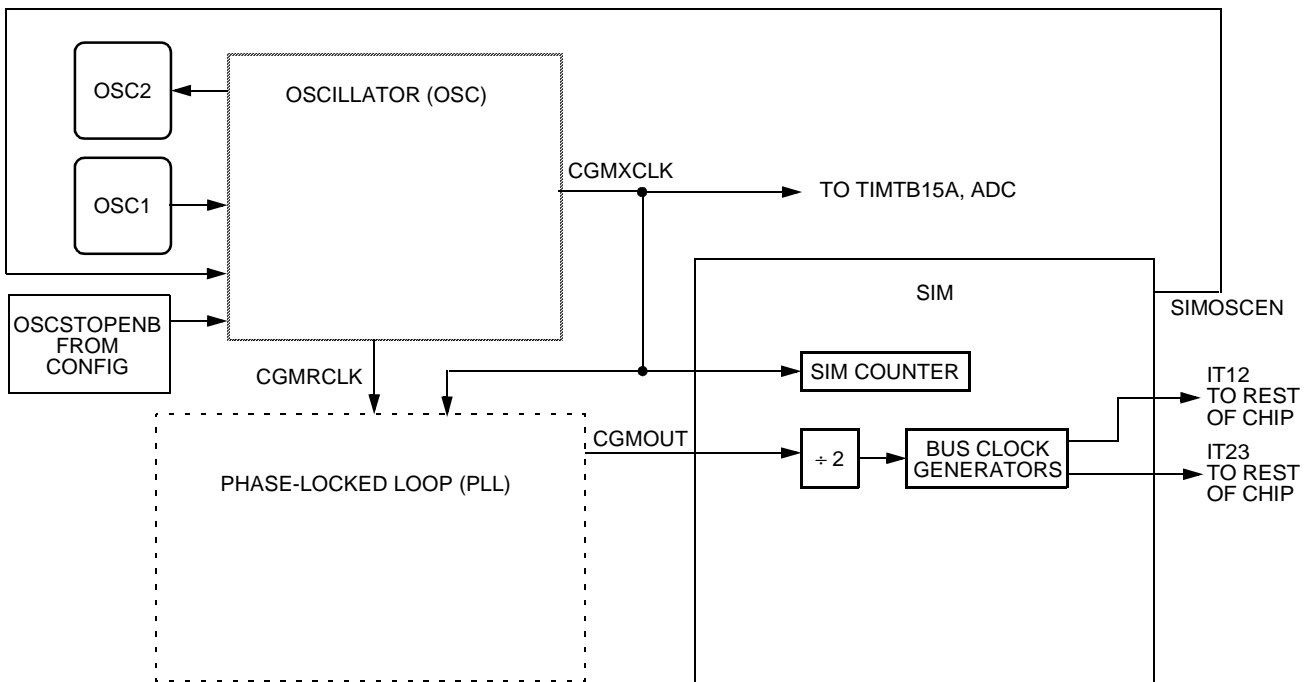 OSC2
OSCILLATOR (OSC)
CGMXCLK
OSC1
TO TIMTB15A, ADC
SIM
SIMOSCEN
OSCSTOPENB
FROM
CONFIG
CGMRCLK
SIM COUNTER
IT12
TO REST
OF CHIP
CGMOUT
÷ 2
BUS CLOCK
GENERATORS
IT23
TO REST
OF CHIP
PHASE-LOCKED LOOP (PLL)